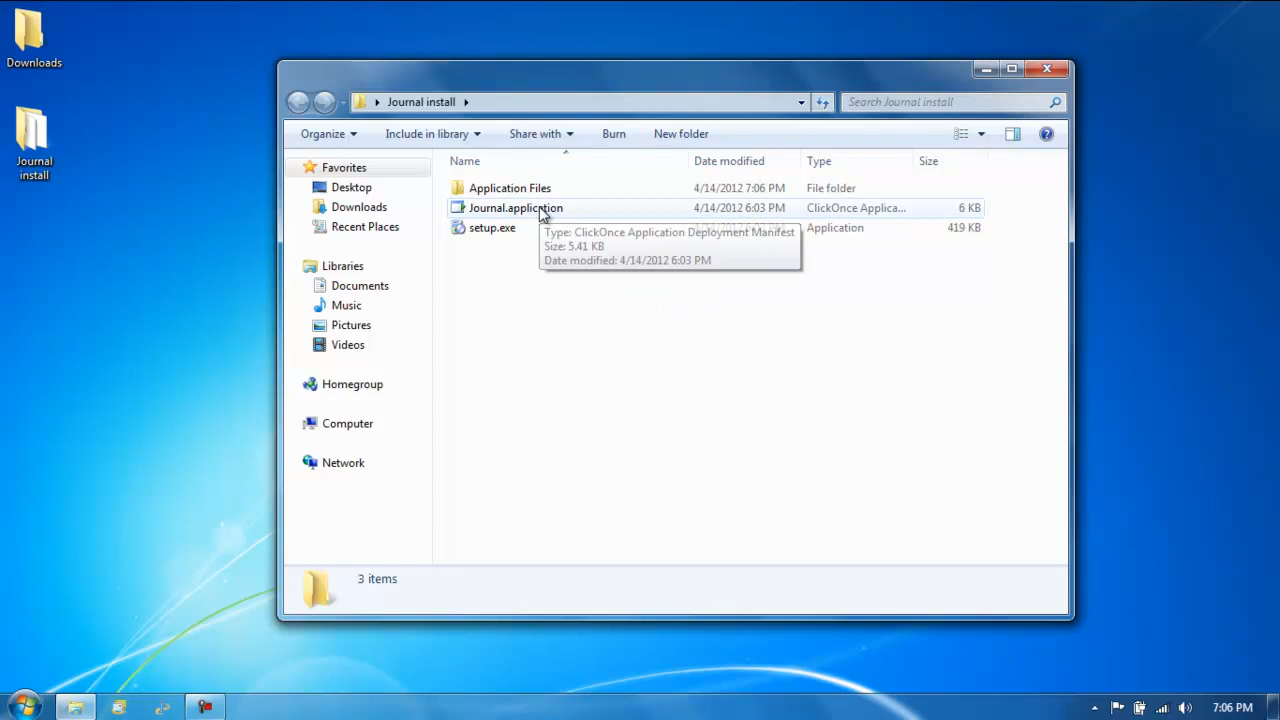 Downloads
Journal
install
Journal install
Search Journal install
Organize Include in library Share with Burn New folder
Name Date modified Type Size
Favorites
Desktop
Downloads
Recent Places
Libraries
Documents
Music
Pictures
Videos
Homegroup
Computer
Network
Application Files 4/14/2012 7:06 PM File folder
Journal.application 4/14/2012 6:03 PM ClickOnce Applica... 6 KB
setup.exe Application 419 KB
Type: ClickOnce Application Deployment Manifest
Size: 5.41 KB
Date modified: 4/14/2012 6:03 PM
3 items
7:06 PM